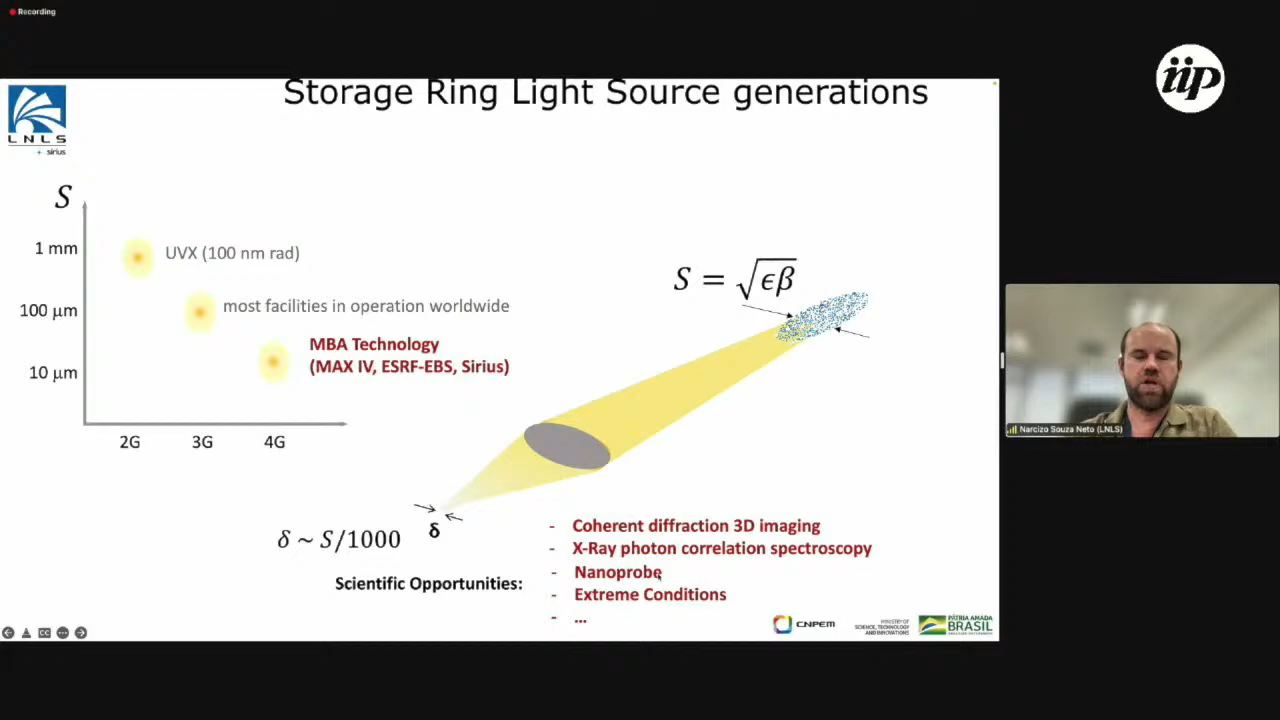 Recording
iip
Storage Ring Light Source generations
LNLS
sirius
S
1 mm
UVX (100 nm rad)
100 μm
most facilities in operation worldwide
MBA Technology
(MAX IV, ESRF-EBS, Sirius)
10 μm
2G 3G 4G
S = √ϵβ
δ ~ S/1000
δ
Scientific Opportunities:
- Coherent diffraction 3D imaging
- X-Ray photon correlation spectroscopy
- Nanoprobe
- Extreme Conditions
- ...
CNPEM
MINISTRY OF
SCIENCE, TECHNOLOGY
AND INNOVATIONS
PÁTRIA AMADA
BRASIL
CC
Narcizo Souza Neto (LNLS)